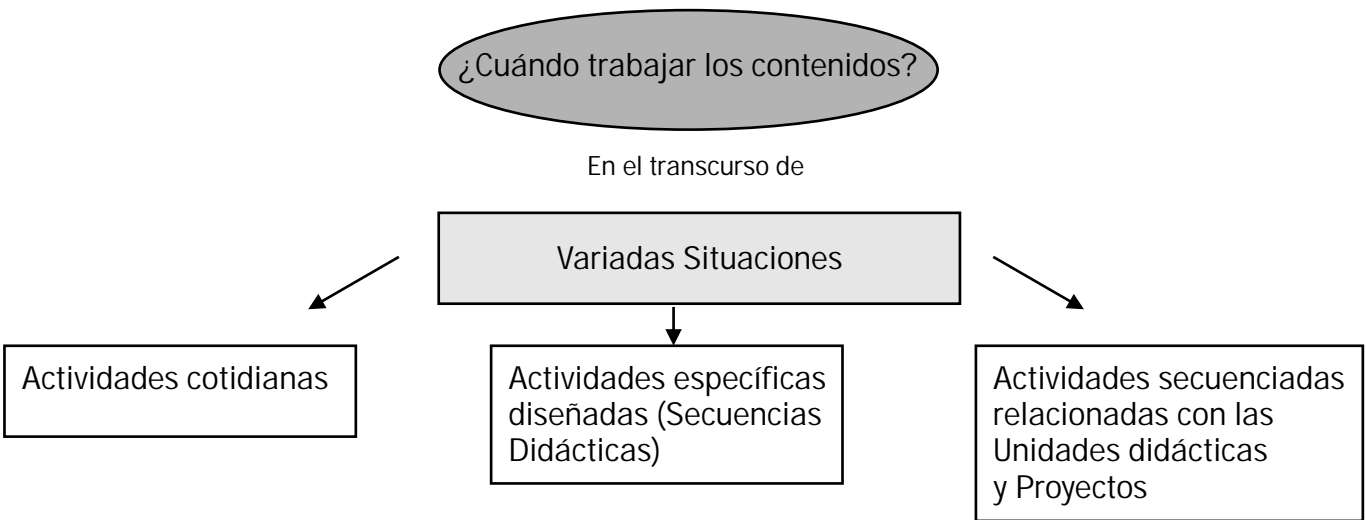 ¿Cuándo trabajar los contenidos?
En el transcurso de
Variadas Situaciones
Actividades cotidianas
Actividades específicas
diseñadas (Secuencias
Didácticas)
Actividades secuenciadas
relacionadas con las
Unidades didácticas
y Proyectos